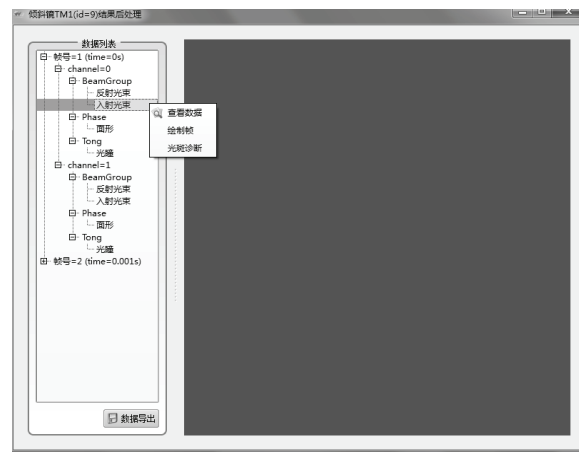 倾斜镜TM1(id=9)结果后处理
数据列表
帧号=1 (time=0s)
channel=0
BeamGroup
反射光束
入射光束
Phase
面形
Tong
光瞳
channel=1
BeamGroup
反射光束
入射光束
Phase
面形
Tong
光瞳
帧号=2 (time=0.001s)
查看数据
绘制帧
光斑诊断
数据导出